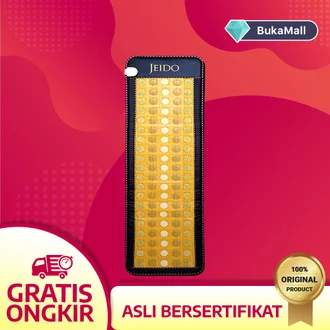 BukaMall
JEIDO
100%
ORIGINAL
PRODUCT
GRATIS
ONGKIR
ASLI BERSERTIFIKAT